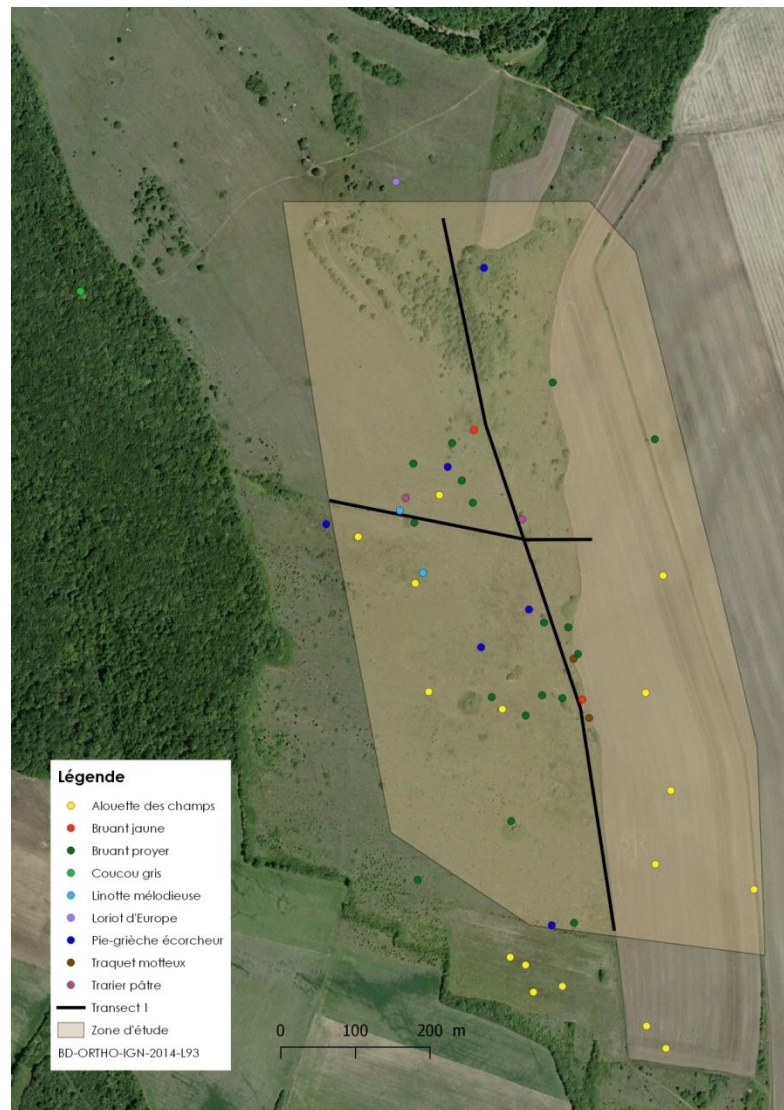 Légende
Alouette des champs
Bruant jaune
Bruant proyer
Coucou gris
Linotte mélodieuse
Loriot d'Europe
Pie-grièche écorcheur
Traquet motteux
Trarier pâtre
Transect 1
Zone d'étude
BD-ORTHO-IGN-2014-L93
0 100 200 m